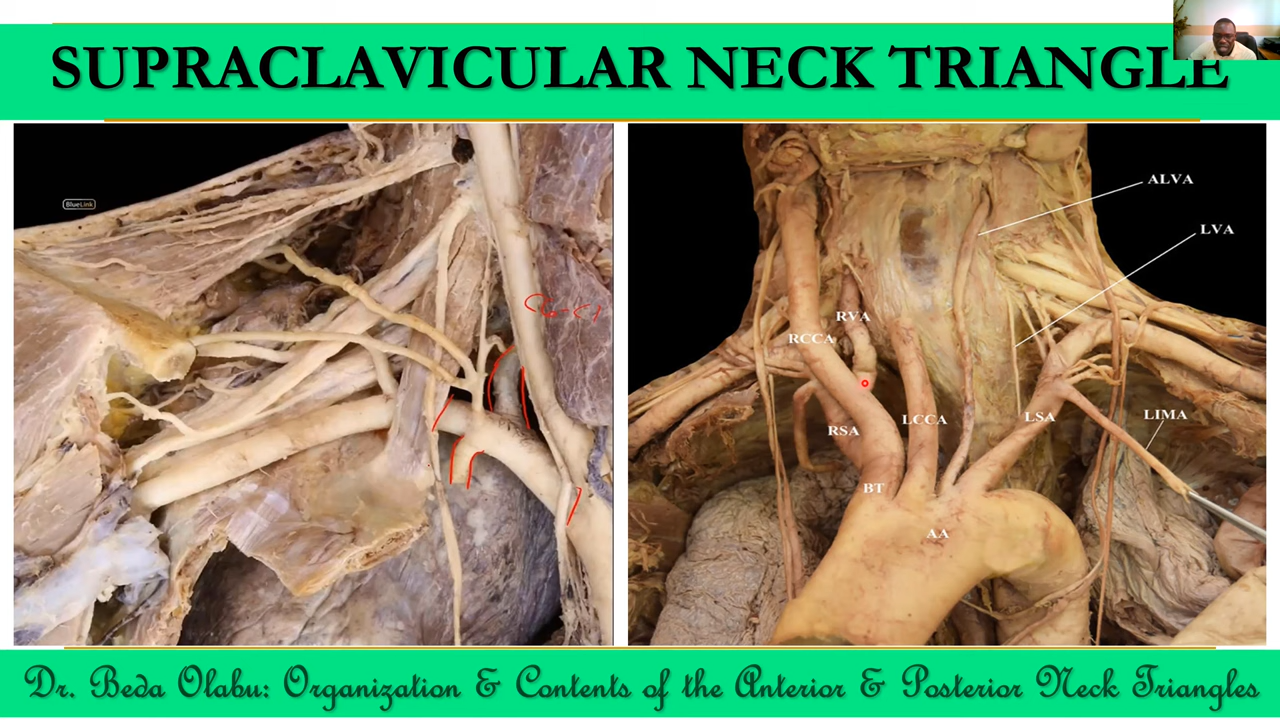 SUPRACLAVICULAR NECK TRIANGLE
BlueLink
ALVA
LVA
RVA
RCCA
LCCA
LSA
LIMA
RSA
BT
AA
Dr. Beda Olabu: Organization & Contents of the Anterior & Posterior Neck Triangles